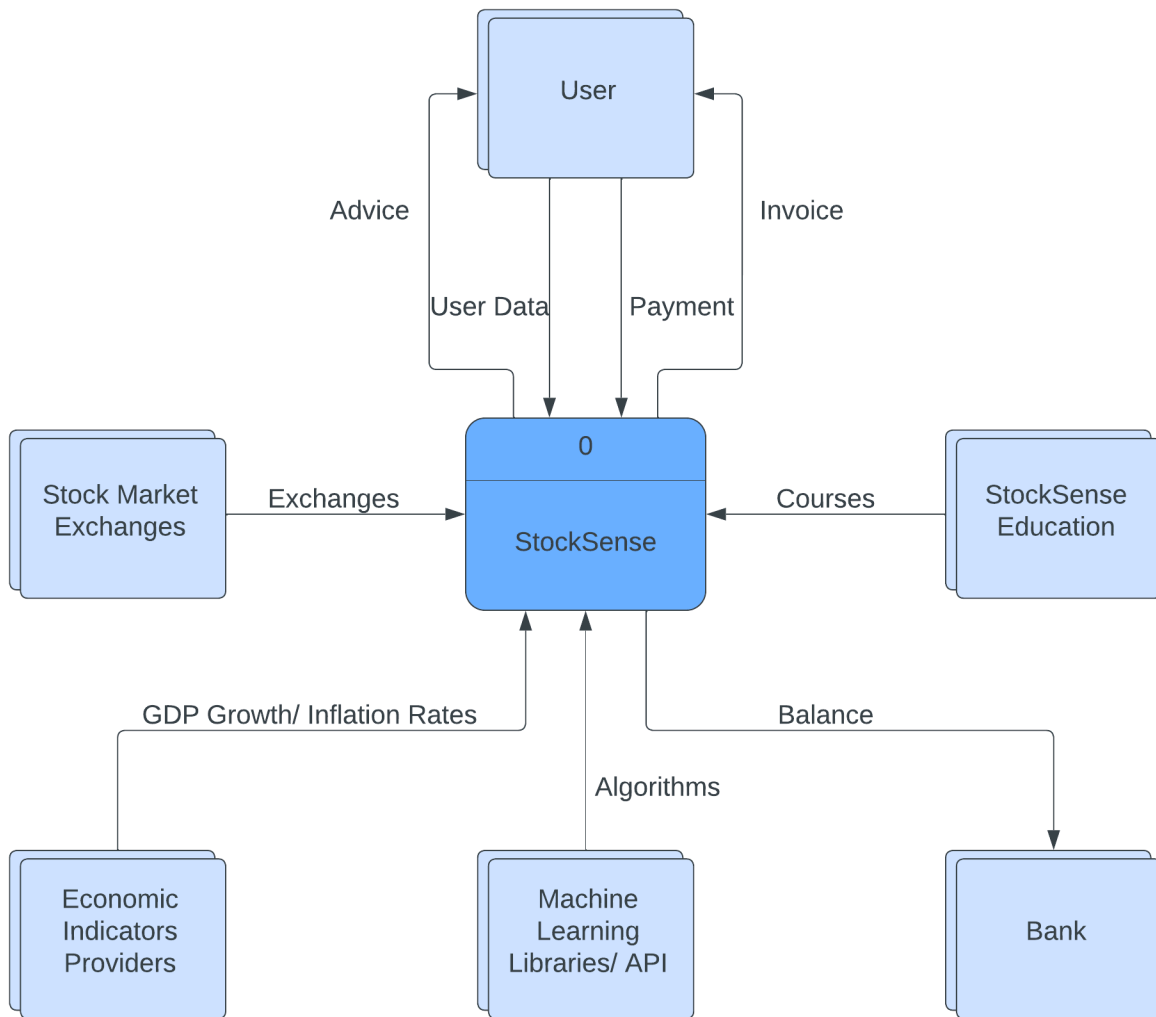 User
Advice
Invoice
User Data
Payment
0
StockSense
Stock Market
Exchanges
Exchanges
Courses
StockSense
Education
GDP Growth/ Inflation Rates
Balance
Algorithms
Economic
Indicators
Providers
Machine
Learning
Libraries/ API
Bank